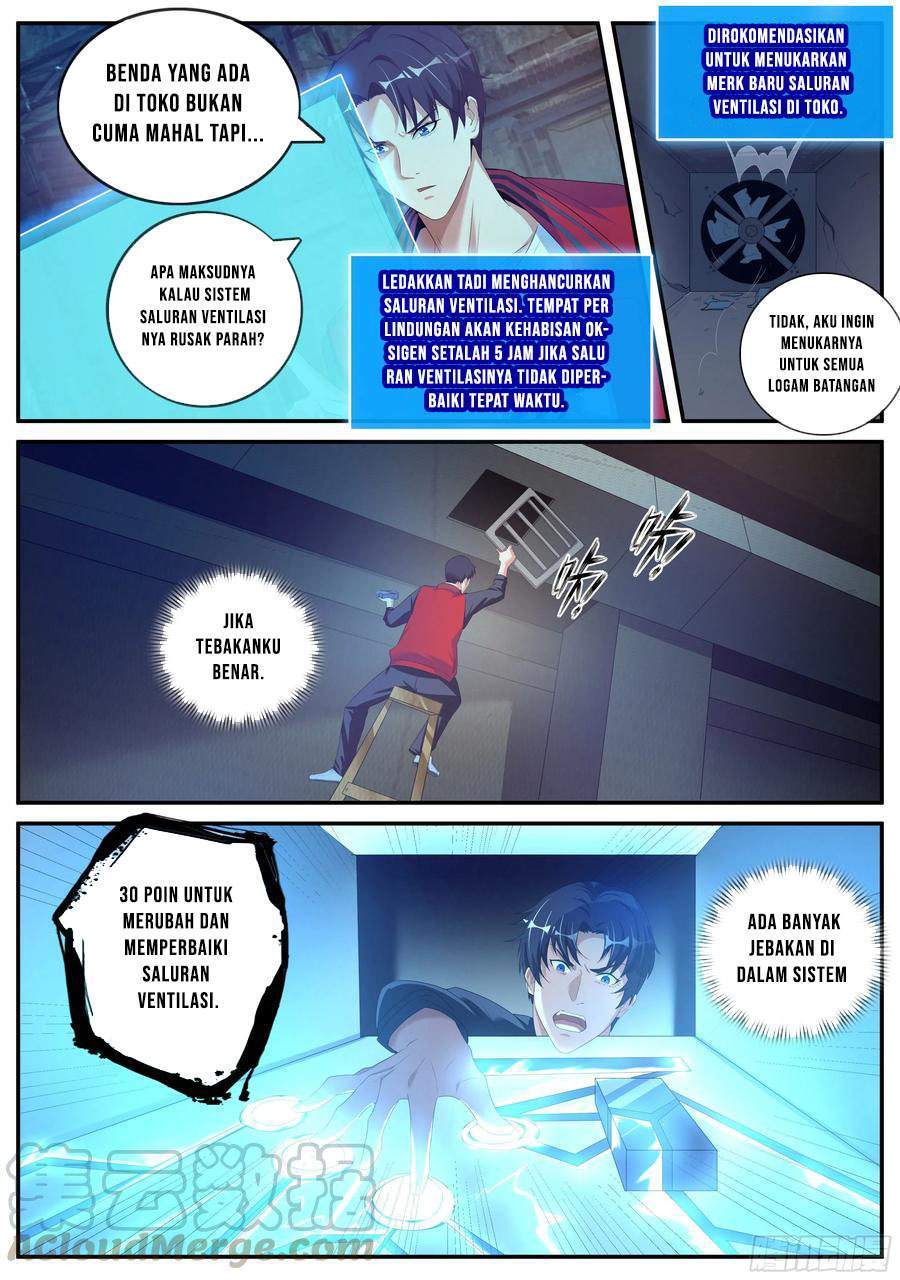 BENDA YANG ADA
DI TOKO BUKAN
CUMA MAHAL TAPI...
APA MAKSUDNYA
KALAU SISTEM
SALURAN VENTILASI
NYA RUSAK PARAH?
LEDAKKAN TADI MENGHANCURKAN
SALURAN VENTILASI. TEMPAT PER
LINDUNGAN AKAN KEHABISAN OK-
SIGEN SETALAH 5 JAM JIKA SALU
RAN VENTILASINYA TIDAK DIPER-
BAIKI TEPAT WAKTU.
DIROKOMENDASIKAN
UNTUK MENUKARKAN
MERK BARU SALURAN
VENTILASI DI TOKO.
TIDAK, AKU INGIN
MENUKARNYA
UNTUK SEMUA
LOGAM BATANGAN
JIKA
TEBAKANKU
BENAR.
咔!
咔!
30 POIN UNTUK
MERUBAH DAN
MEMPERBAIKI
SALURAN
VENTILASI.
ADA BANYAK
JEBAKAN DI
DALAM SISTEM
集云数据
aCloudMerge.com